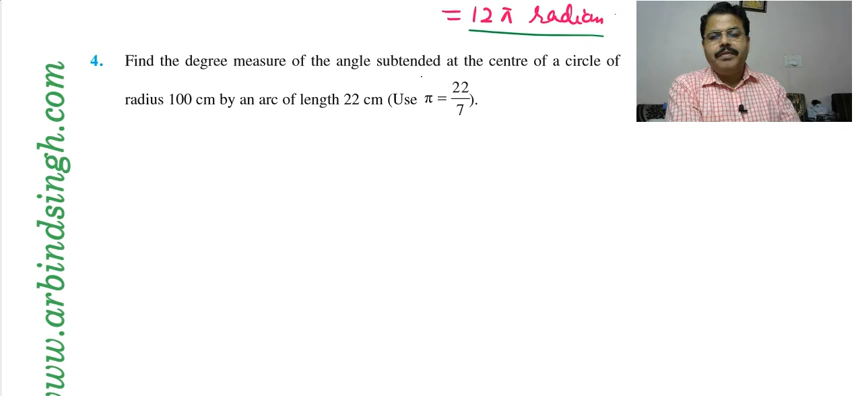 = 12 π radian
4. Find the degree measure of the angle subtended at the centre of a circle of
radius 100 cm by an arc of length 22 cm (Use π = 22/7).
www.arbindsingh.com